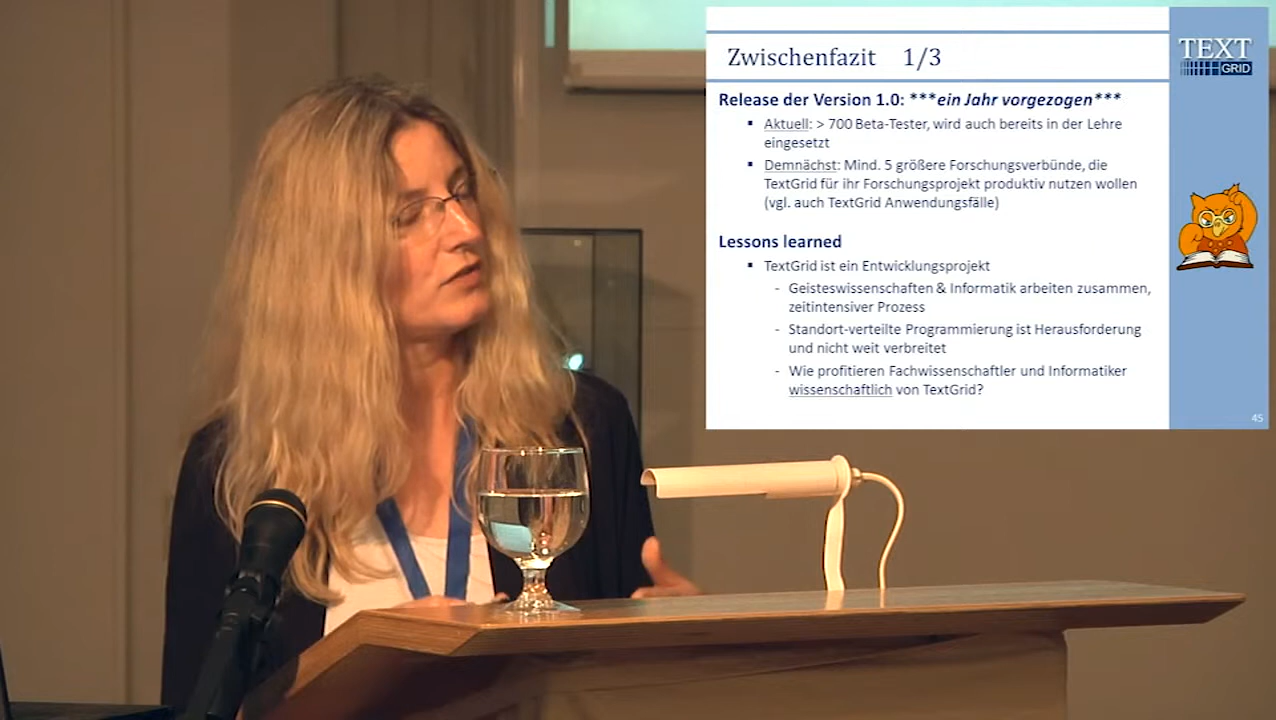 Zwischenfazit 1/3
TEXT
GRID
Release der Version 1.0: ***ein Jahr vorgezogen***
▪ Aktuell: > 700 Beta-Tester, wird auch bereits in der Lehre
eingesetzt
▪ Demnächst: Mind. 5 größere Forschungsverbünde, die
TextGrid für ihr Forschungsprojekt produktiv nutzen wollen
(vgl. auch TextGrid Anwendungsfälle)
Lessons learned
▪ TextGrid ist ein Entwicklungsprojekt
- Geisteswissenschaften & Informatik arbeiten zusammen,
zeitintensiver Prozess
- Standort-verteilte Programmierung ist Herausforderung
und nicht weit verbreitet
- Wie profitieren Fachwissenschaftler und Informatiker
wissenschaftlich von TextGrid?
45